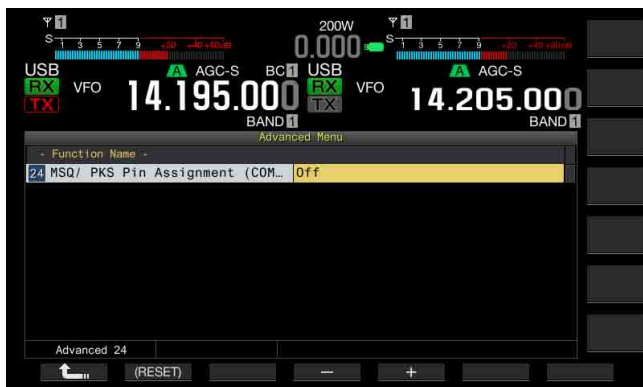 1 200W 1
S 1 3 5 7 9 +20 +40 +60dB 0.000 S 1 3 5 7 9 +20 +40 +60dB
USB A AGC-S BC1 USB A AGC-S
RX VFO 14.195.000 RX VFO 14.205.000
TX TX
BAND 1 BAND 1
Advanced Menu
- Function Name -
24 MSQ/ PKS Pin Assignment (COM… Off
Advanced 24
(RESET) − +